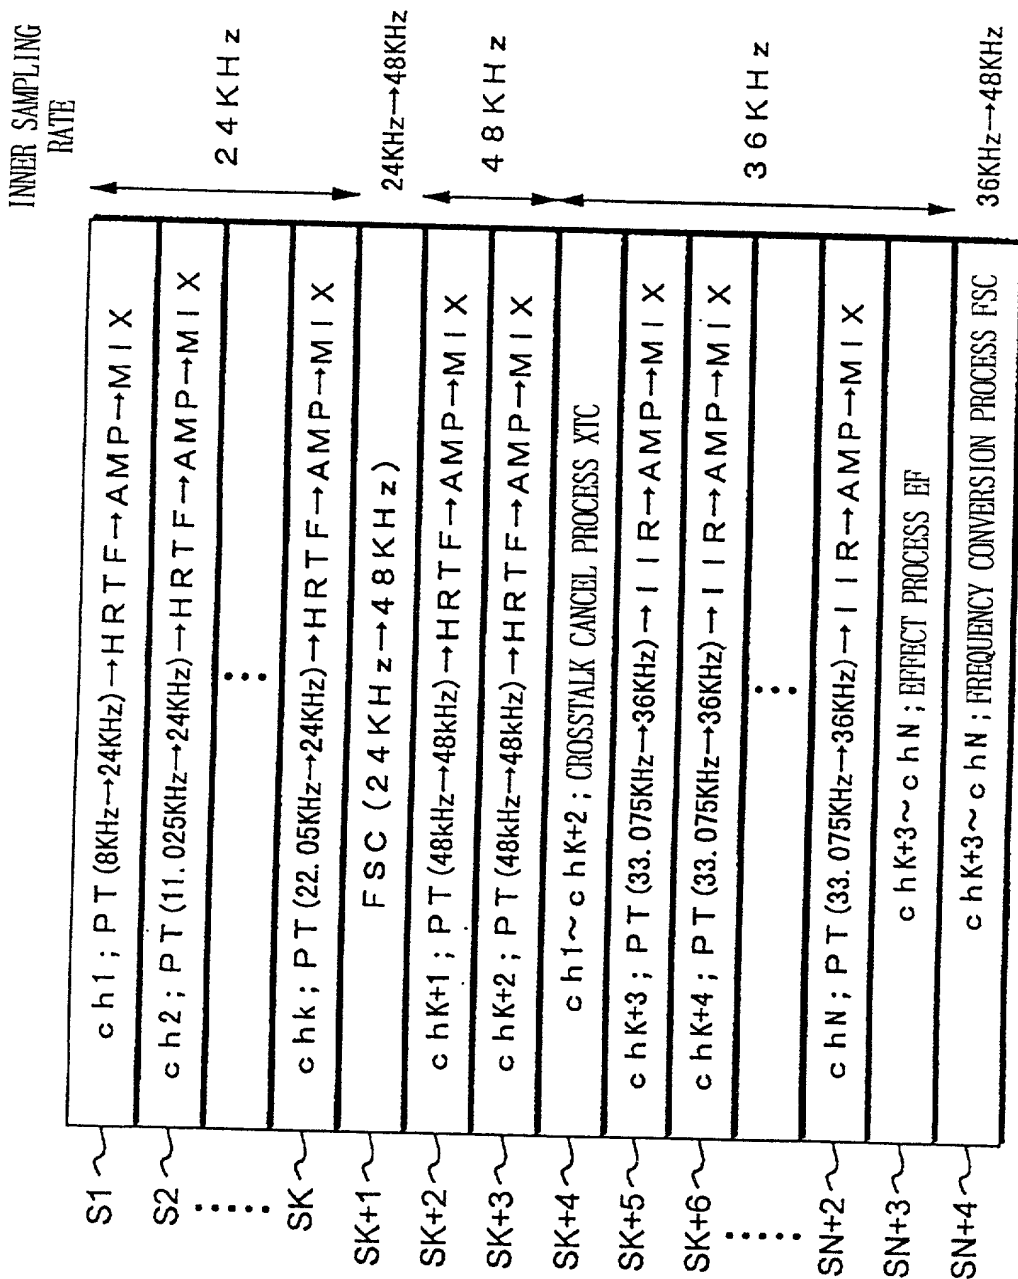 INNER SAMPLING
RATE
S1 ch1;PT(8KHz→24KHz)→HRTF→AMP→MIX
S2 ch2;PT(11.025KHz→24KHz)→HRTF→AMP→MIX
24KHz
SK chk;PT(22.05KHz→24KHz)→HRTF→AMP→MIX
SK+1 FSC(24KHz→48KHz) 24KHz→48KHz
SK+2 chK+1;PT(48kHz→48kHz)→HRTF→AMP→MIX
48KHz
SK+3 chK+2;PT(48kHz→48kHz)→HRTF→AMP→MIX
SK+4 ch1~chK+2;CROSSTALK CANCEL PROCESS XTC
SK+5 chK+3;PT(33.075KHz→36KHz)→IIR→AMP→MIX
SK+6 chK+4;PT(33.075KHz→36KHz)→IIR→AMP→MIX
36KHz
SN+2 chN;PT(33.075KHz→36KHz)→IIR→AMP→MIX
SN+3 chK+3~chN;EFFECT PROCESS EF
SN+4 chK+3~chN;FREQUENCY CONVERSION PROCESS FSC 36KHz→48KHz